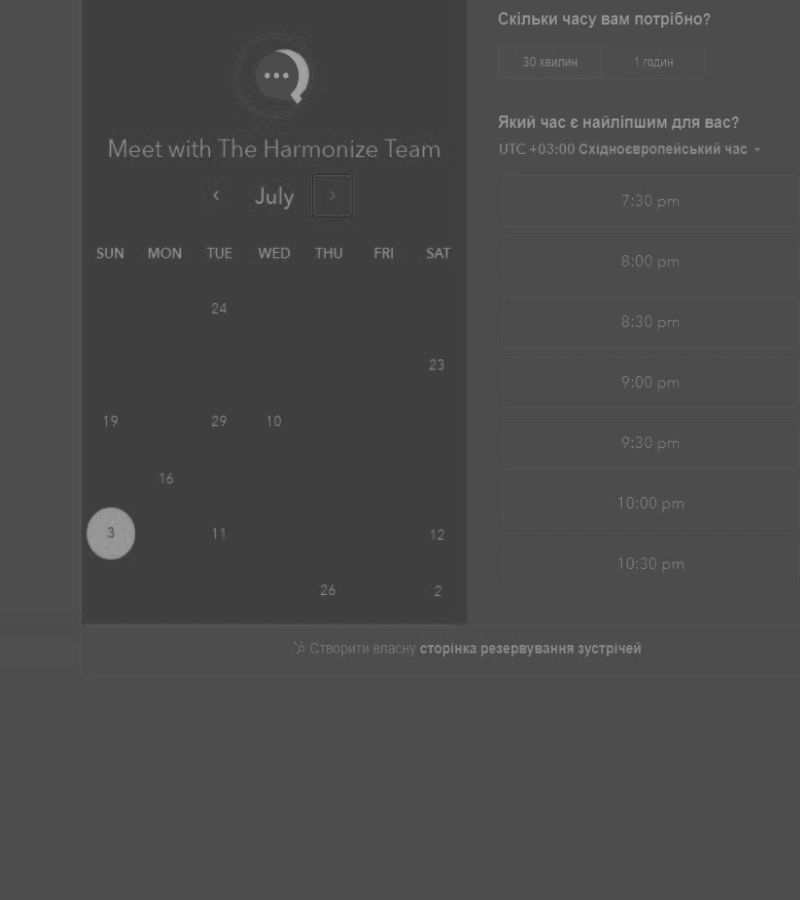 Meet with The Harmonize Team
July
SUN MON TUE WED THU FRI SAT
24
23
19 29 10
16
3 11 12
26 2
Скільки часу вам потрібно?
30 хвилин 1 годин
Який час є найліпшим для вас?
UTC +03:00 Східноєвропейський час
7:30 pm
8:00 pm
8:30 pm
9:00 pm
9:30 pm
10:00 pm
10:30 pm
Створити власну сторінка резервування зустрічей